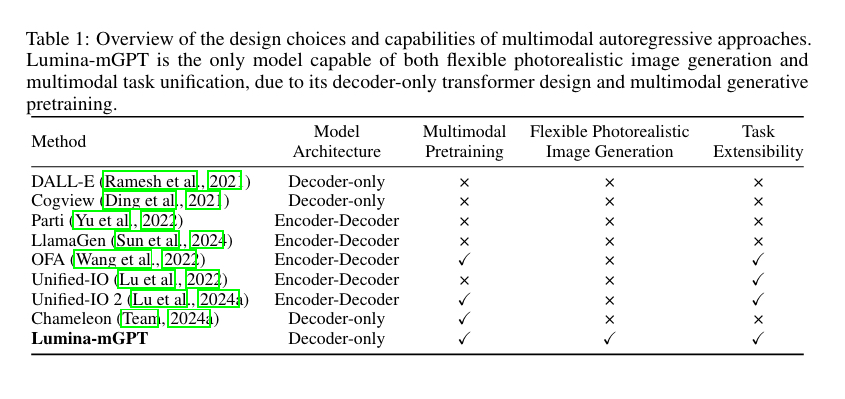 Table 1: Overview of the design choices and capabilities of multimodal autoregressive approaches.
Lumina-mGPT is the only model capable of both flexible photorealistic image generation and
multimodal task unification, due to its decoder-only transformer design and multimodal generative
pretraining.
Method Model Architecture Multimodal Pretraining Flexible Photorealistic Image Generation Task Extensibility
DALL-E (Ramesh et al., 2021) Decoder-only × × ×
Cogview (Ding et al., 2021) Decoder-only × × ×
Parti (Yu et al., 2022) Encoder-Decoder × × ×
LlamaGen (Sun et al., 2024) Encoder-Decoder × × ×
OFA (Wang et al., 2022) Encoder-Decoder ✓ × ✓
Unified-IO (Lu et al., 2022) Encoder-Decoder × × ✓
Unified-IO 2 (Lu et al., 2024a) Encoder-Decoder ✓ × ✓
Chameleon (Team, 2024a) Decoder-only ✓ × ×
Lumina-mGPT Decoder-only ✓ ✓ ✓